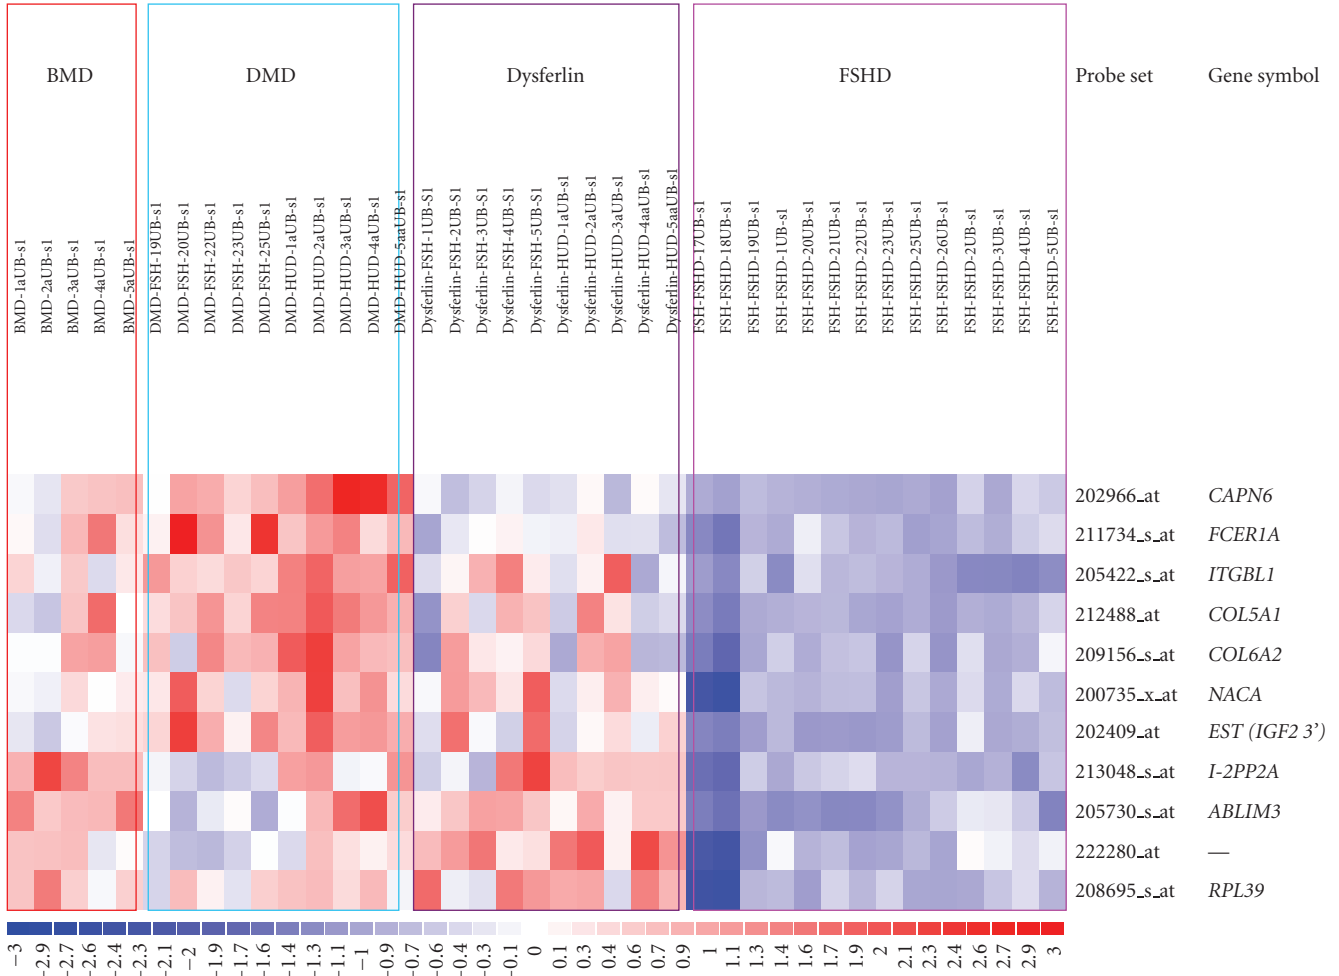 BMD DMD Dysferlin FSHD Probe set Gene symbol
BMD-1aUB-s1
BMD-2aUB-s1
BMD-3aUB-s1
BMD-4aUB-s1
BMD-5aUB-s1
DMD-FSH-19UB-s1
DMD-FSH-20UB-s1
DMD-FSH-22UB-s1
DMD-FSH-23UB-s1
DMD-FSH-25UB-s1
DMD-HUD-1aUB-s1
DMD-HUD-2aUB-s1
DMD-HUD-3aUB-s1
DMD-HUD-4aUB-s1
DMD-HUD-5aaUB-s1
Dysferlin-FSH-1UB-S1
Dysferlin-FSH-2UB-S1
Dysferlin-FSH-3UB-S1
Dysferlin-FSH-4UB-S1
Dysferlin-FSH-5UB-S1
Dysferlin-HUD-1aUB-s1
Dysferlin-HUD-2aUB-s1
Dysferlin-HUD-3aUB-s1
Dysferlin-HUD-4aaUB-s1
Dysferlin-HUD-5aaUB-s1
FSH-FSHD-17UB-s1
FSH-FSHD-18UB-s1
FSH-FSHD-19UB-s1
FSH-FSHD-1UB-s1
FSH-FSHD-20UB-s1
FSH-FSHD-21UB-s1
FSH-FSHD-22UB-s1
FSH-FSHD-23UB-s1
FSH-FSHD-25UB-s1
FSH-FSHD-26UB-s1
FSH-FSHD-2UB-s1
FSH-FSHD-3UB-s1
FSH-FSHD-4UB-s1
FSH-FSHD-5UB-s1
202966_at CAPN6
211734_s_at FCER1A
205422_s_at ITGBL1
212488_at COL5A1
209156_s_at COL6A2
200735_x_at NACA
202409_at EST (IGF2 3’)
213048_s_at I-2PP2A
205730_s_at ABLIM3
222280_at —
208695_s_at RPL39
−3
-2.9
-2.7
-2.6
-2.4
-2.3
-2.1
−2
-1.9
-1.7
-1.6
-1.4
-1.3
-1.1
−1
-0.9
-0.7
-0.6
-0.4
-0.3
-0.1
0
0.1
0.3
0.4
0.6
0.7
0.9
1
1.1
1.3
1.4
1.6
1.7
1.9
2
2.1
2.3
2.4
2.6
2.7
2.9
3